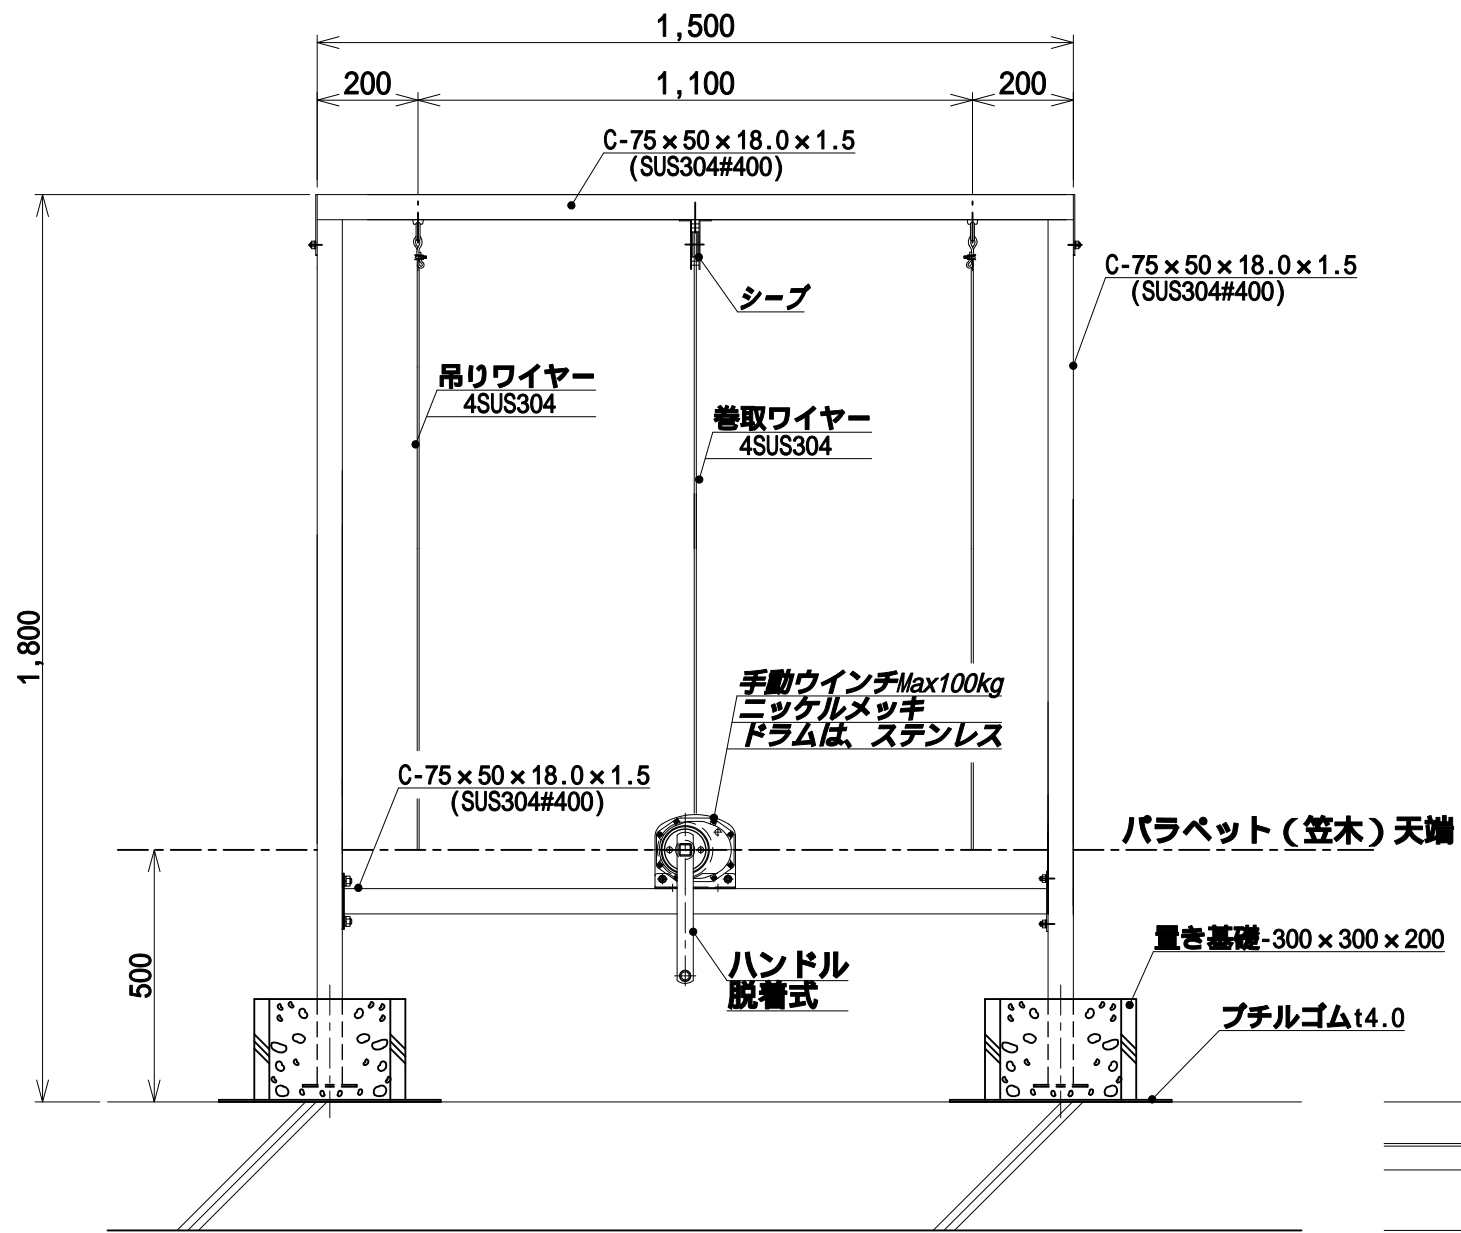 1,500
200
1,100
200
C-75×50×18.0×1.5
(SUS304#400)
C-75×50×18.0×1.5
(SUS304#400)
シーブ
吊りワイヤー
4SUS304
巻取ワイヤー
4SUS304
1,800
手動ウインチMax100kg
ニッケルメッキ
ドラムは、ステンレス
C-75×50×18.0×1.5
(SUS304#400)
パラペット(笠木)天端
置き基礎-300×300×200
500
ハンドル
脱着式
ブチルゴムt4.0